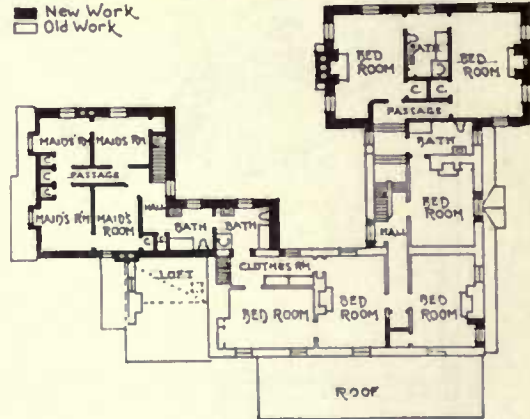 New Work
Old Work
BED
ROOM
BATH
BED
ROOM
C
C
PASSAGE
BATH
MAID'S RM
MAIDS RM
C
C
C
PASSAGE
HALL
MAID'S RM
MAID'S
ROOM
C
C
BATH
BATH
BED
ROOM
HALL
LOFT
CLOTHES RM
BED ROOM
BED
ROOM
BED
ROOM
ROOF